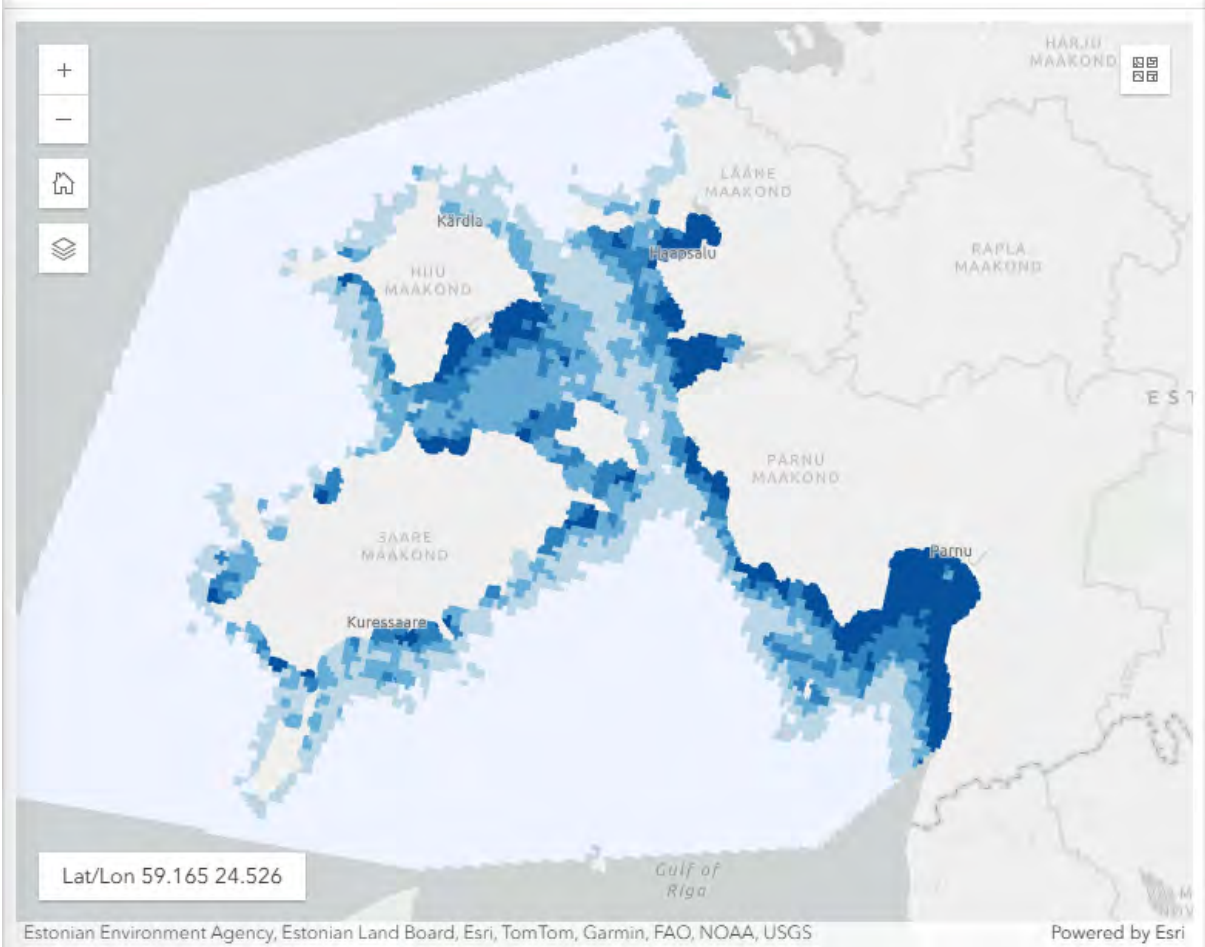 +
HARJU
MAAKOND
−
LÄÄNE
MAAKOND
Kärdla
Haapsalu
RAPLA
MAAKOND
HIIU
MAAKOND
EST
PÄRNU
MAAKOND
SAARE
MAAKOND
Parnu
Kuressaare
Lat/Lon 59.165 24.526
Gulf of
Riga
Estonian Environment Agency, Estonian Land Board, Esri, TomTom, Garmin, FAO, NOAA, USGS
Powered by Esri